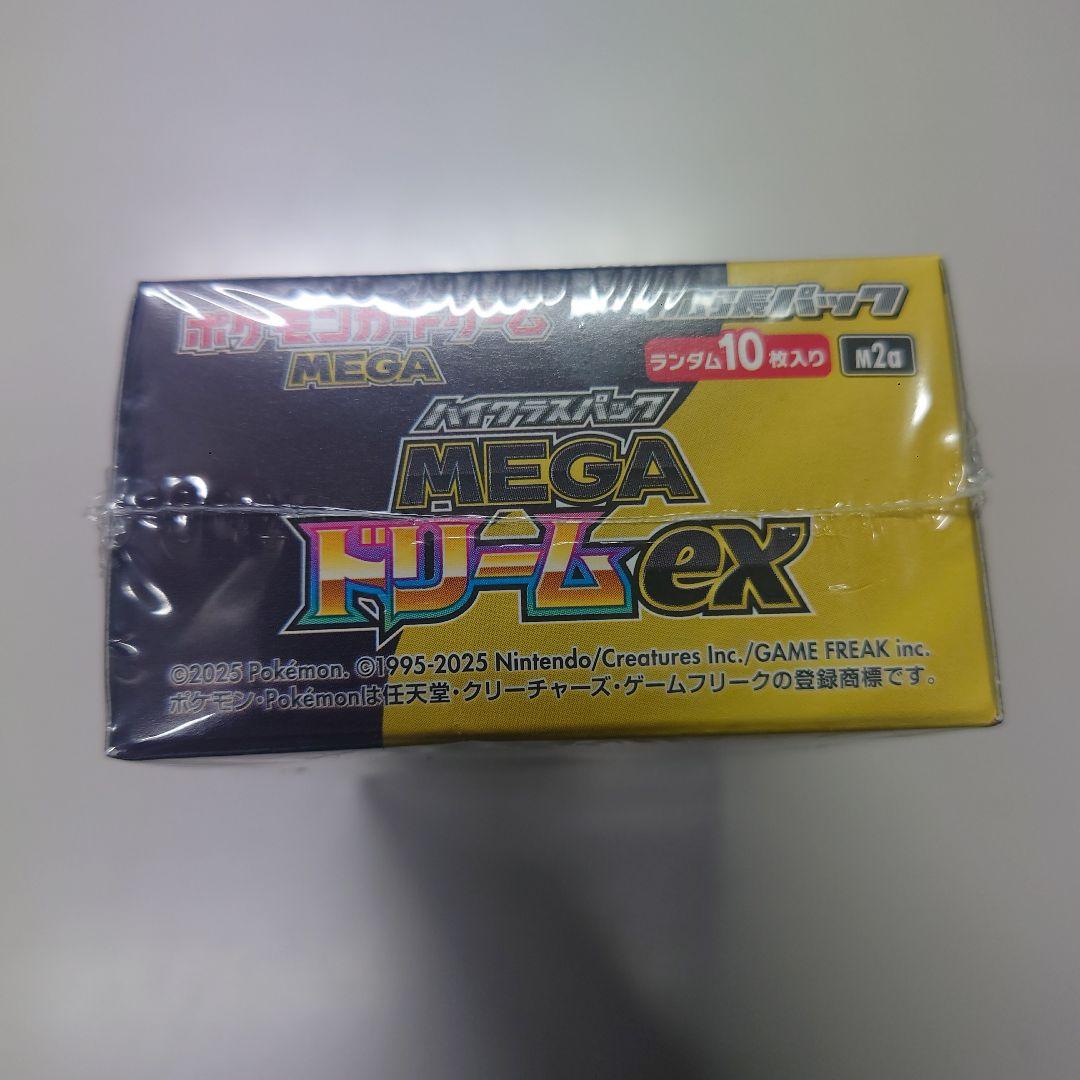 ポケモンカードゲーム
MEGA
拡張パック
ランダム10枚入り
M2a
ハイクラスパック
MEGA
ドリームex
©2025 Pokémon. ©1995-2025 Nintendo/Creatures Inc./GAME FREAK inc.
ポケモン・Pokémonは任天堂・クリーチャーズ・ゲームフリークの登録商標です。